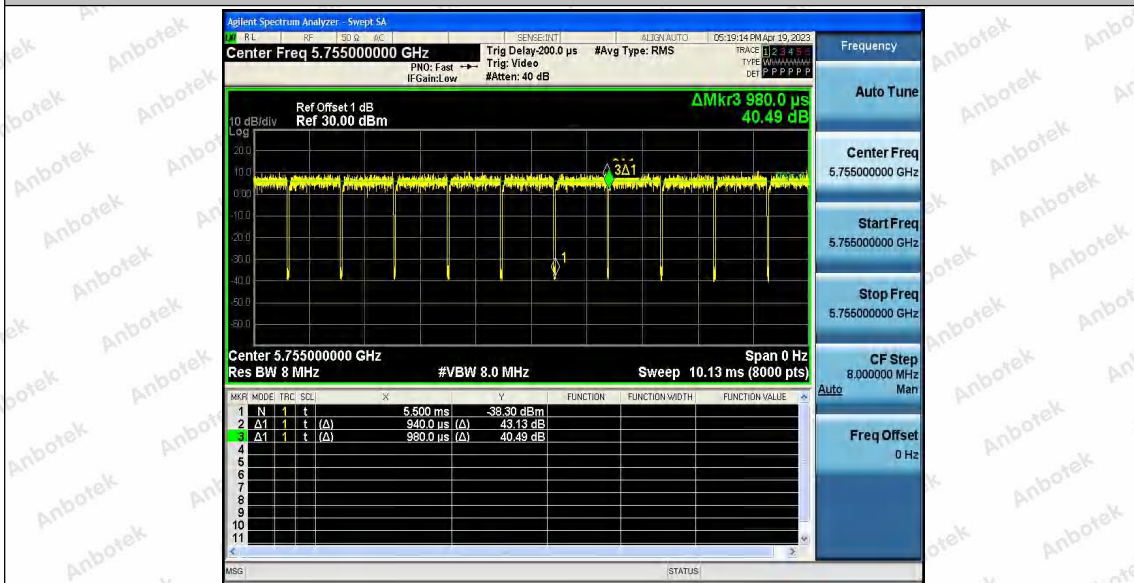 Agilent Spectrum Analyzer - Swept SA
RL RF 50 Ω AC SENSE:INT ALIGN AUTO 05:19:14 PM Apr 19, 2023
Center Freq 5.755000000 GHz
PNO: Fast
IFGain:Low
Trig Delay-200.0 µs
Trig: Video
#Atten: 40 dB
#Avg Type: RMS
TRACE 1 2 3 4 5 6
TYPE WWWWWW
DET P P P P P P
ΔMkr3 980.0 µs
40.49 dB
Ref Offset 1 dB
10 dB/div Ref 30.00 dBm
Log
20.0
10.0
0.00
-10.0
-20.0
-30.0
-40.0
-50.0
-60.0
3Δ1
1
Center 5.755000000 GHz Span 0 Hz
Res BW 8 MHz #VBW 8.0 MHz Sweep 10.13 ms (8000 pts)
MKR MODE TRC SCL X Y FUNCTION FUNCTION WIDTH FUNCTION VALUE
1 N 1 t 5.500 ms -38.30 dBm
2 Δ1 1 t (Δ) 940.0 µs (Δ) 43.13 dB
3 Δ1 1 t (Δ) 980.0 µs (Δ) 40.49 dB
4
5
6
7
8
9
10
11
MSG STATUS
Frequency
Auto Tune
Center Freq
5.755000000 GHz
Start Freq
5.755000000 GHz
Stop Freq
5.755000000 GHz
CF Step
8.000000 MHz
Auto Man
Freq Offset
0 Hz
Anbotek